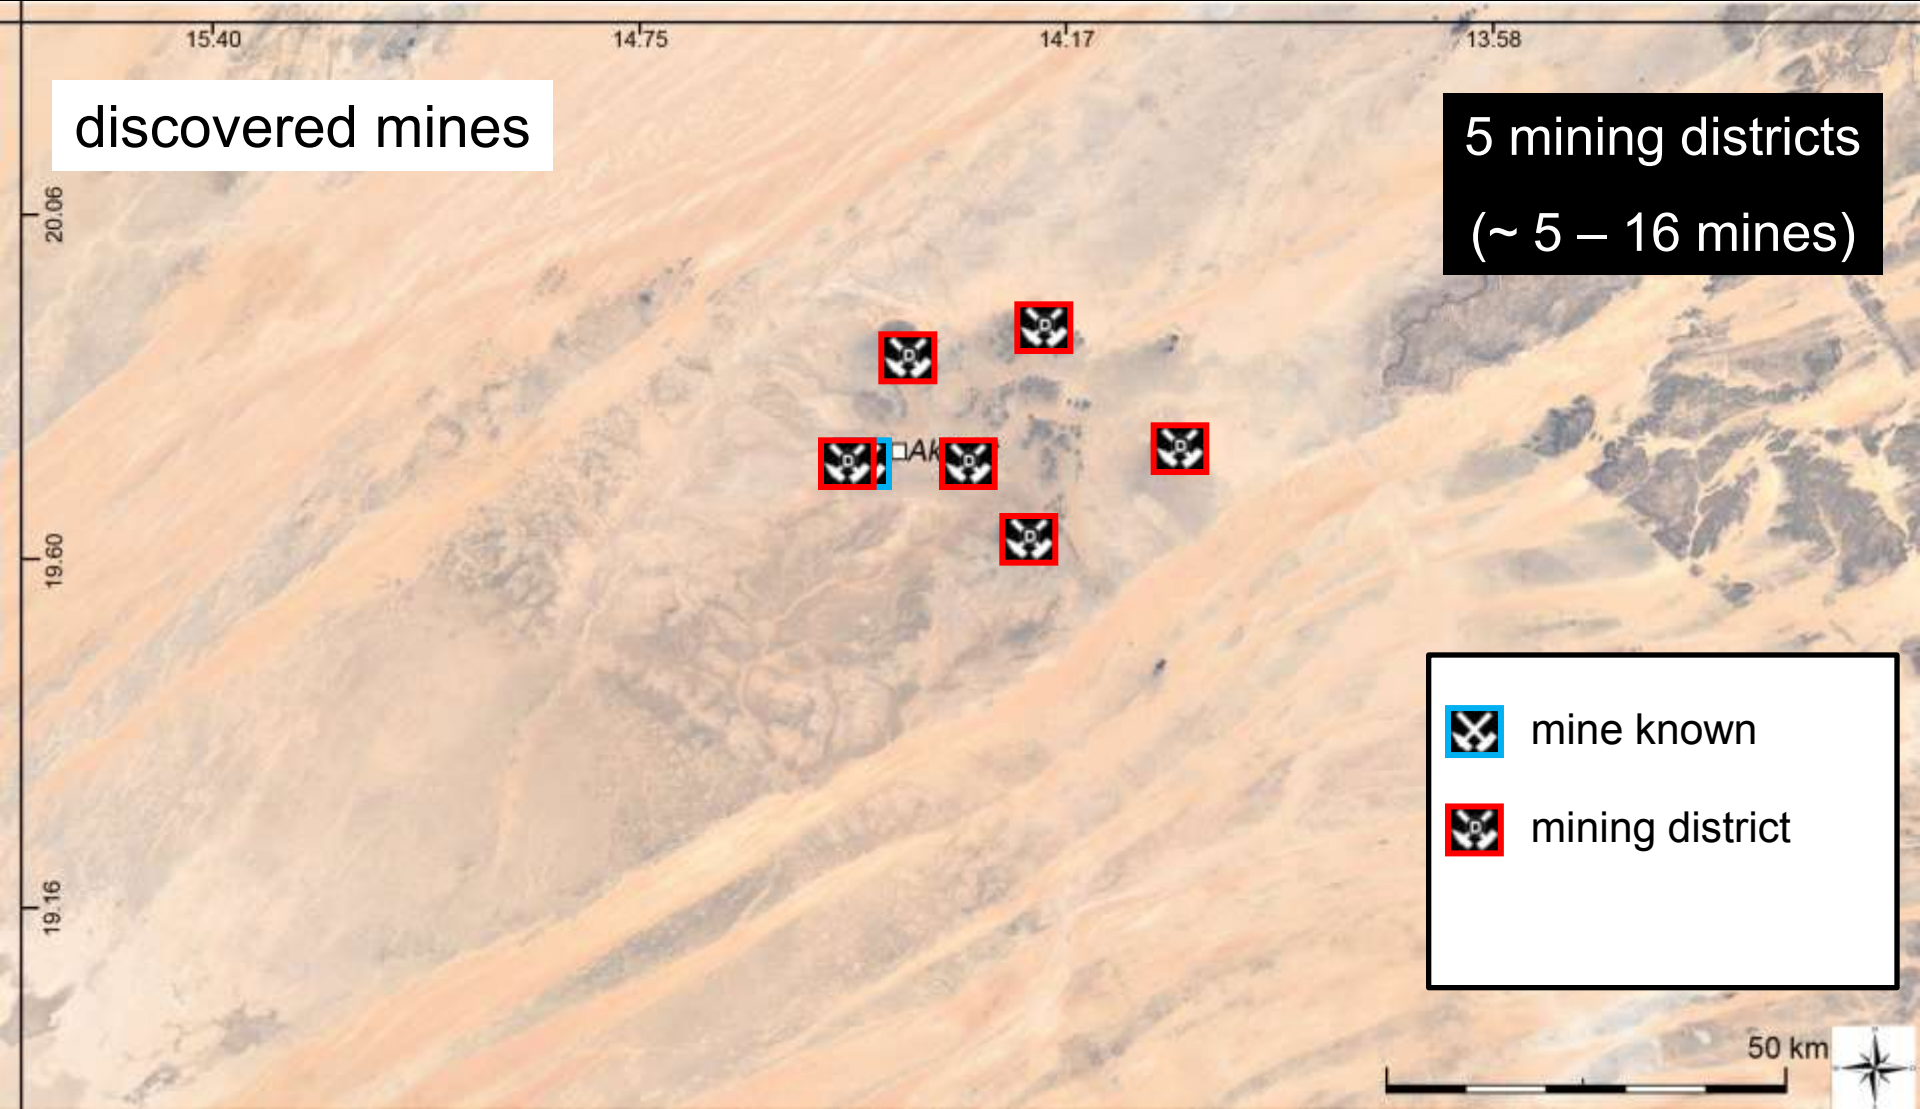 15.40 14.75 14.17 13.58
discovered mines
5 mining districts
(~ 5 – 16 mines)
20.06
D
D
D
D
D
19.60
D
mine known
D mining district
19.16
50 km